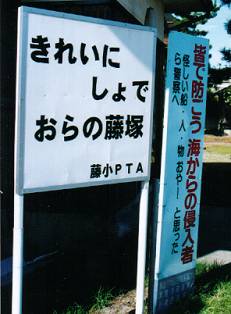 きれいに
しょで
おらの藤塚
藤小PTA
皆で防ごう海からの侵入者
怪しい船・人・物おやーと思った
ら警察へ